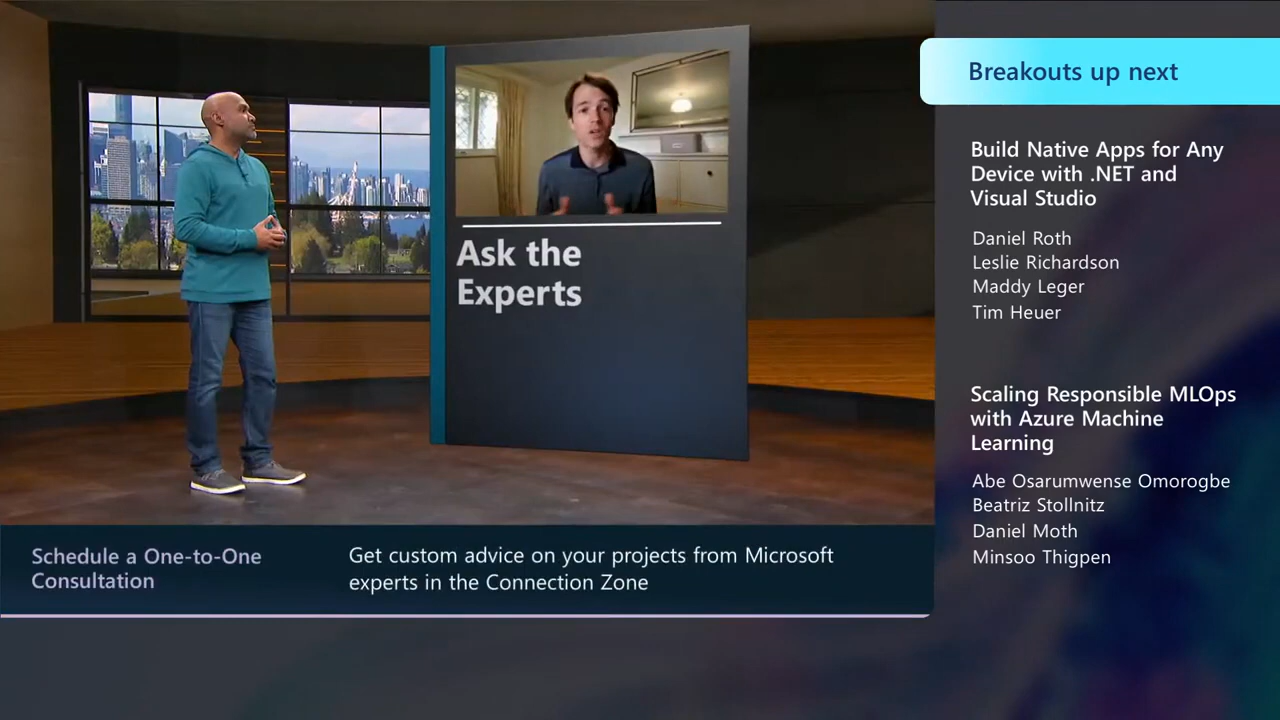 Breakouts up next
Build Native Apps for Any
Device with .NET and
Visual Studio
Daniel Roth
Leslie Richardson
Maddy Leger
Tim Heuer
Scaling Responsible MLOps
with Azure Machine
Learning
Abe Osarumwense Omorogbe
Beatriz Stollnitz
Daniel Moth
Minsoo Thigpen
Ask the
Experts
Schedule a One-to-One
Consultation
Get custom advice on your projects from Microsoft
experts in the Connection Zone